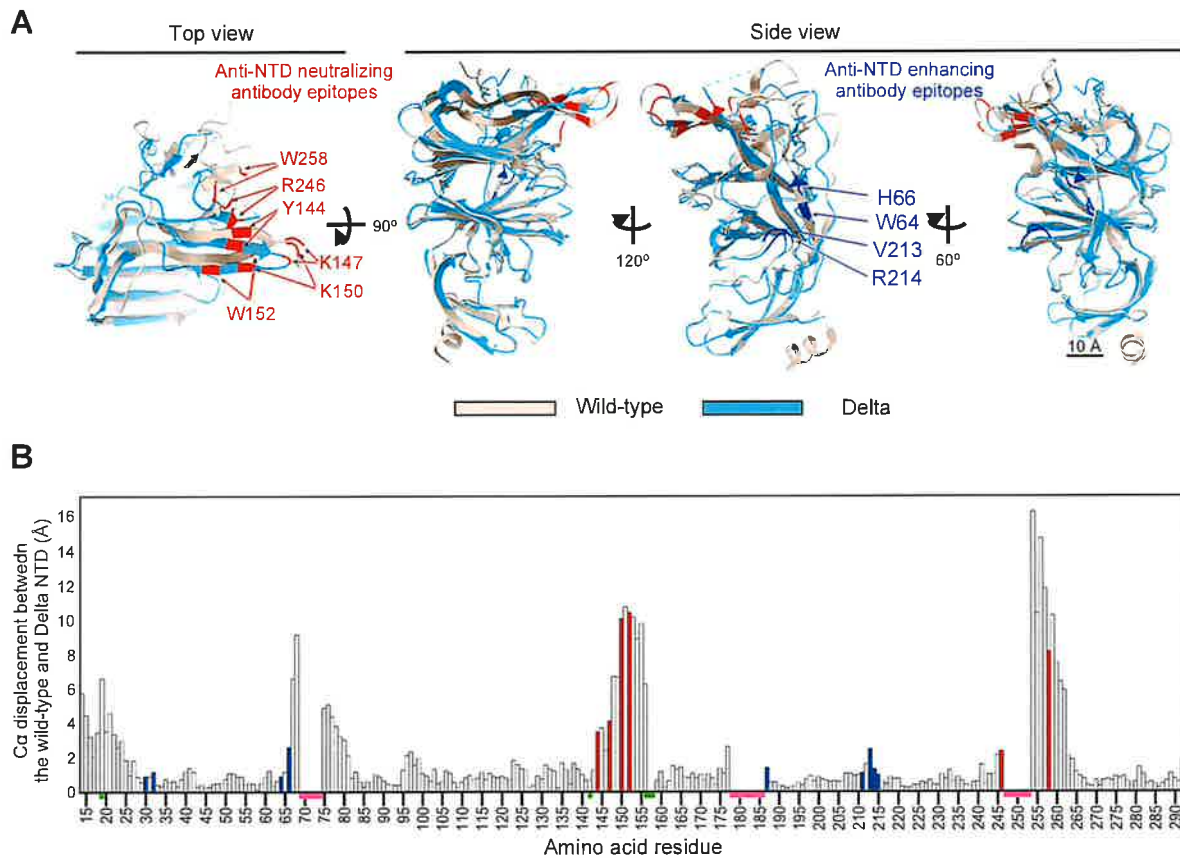 A
Top view
Side view
Anti-NTD neutralizing
antibody epitopes
Anti-NTD enhancing
antibody epitopes
W258
R246
Y144
K147
K150
W152
90º
120º
H66
W64
V213
R214
60º
10 Å
Wild-type
Delta
B
Cα displacement betwedn
the wild-type and Delta NTD (Å)
16
14
12
10
8
6
4
2
0
15 20 25 30 35 40 45 50 55 60 65 70 75 80 85 90 95 100 105 110 115 120 125 130 135 140 145 150 155 160 165 170 175 180 185 190 195 200 205 210 215 220 225 230 235 240 245 250 255 260 265 270 275 280 285 290
Amino acid residue